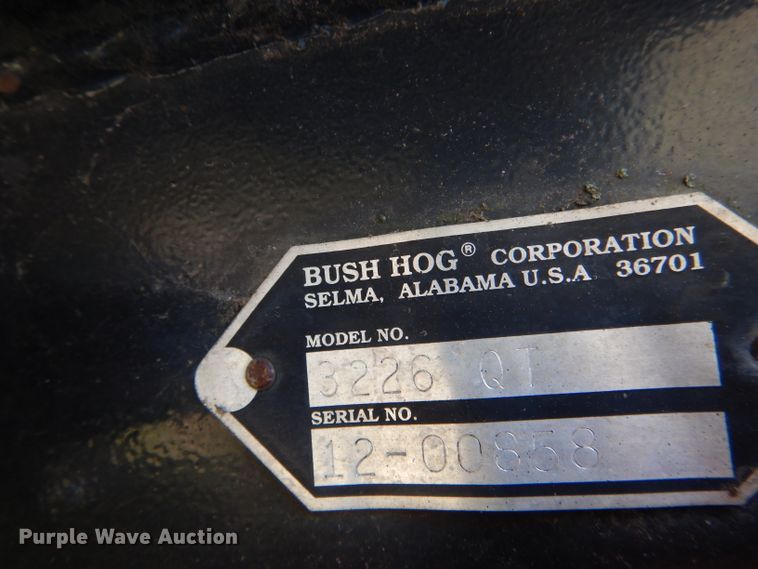 BUSH HOG® CORPORATION
SELMA, ALABAMA U.S.A 36701
MODEL NO.
3226 QT
SERIAL NO.
12-00858
Purple Wave Auction